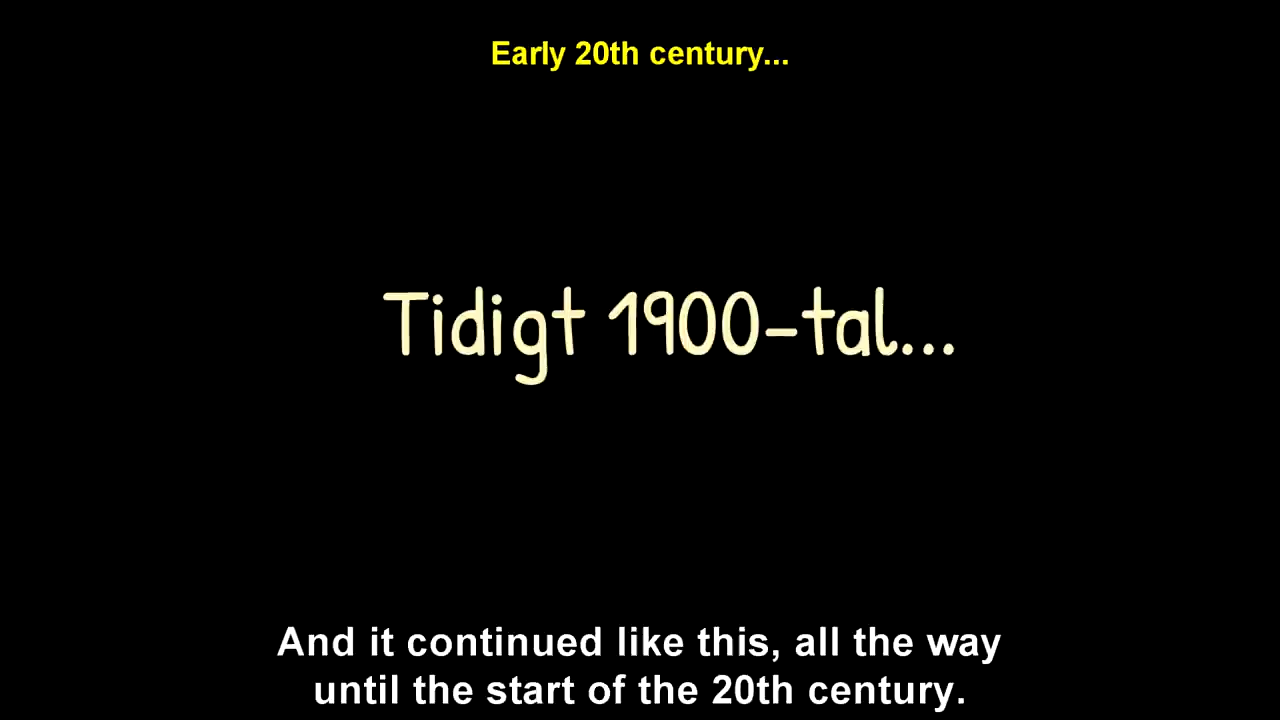 Early 20th century...
Tidigt 1900-tal...
And it continued like this, all the way
until the start of the 20th century.